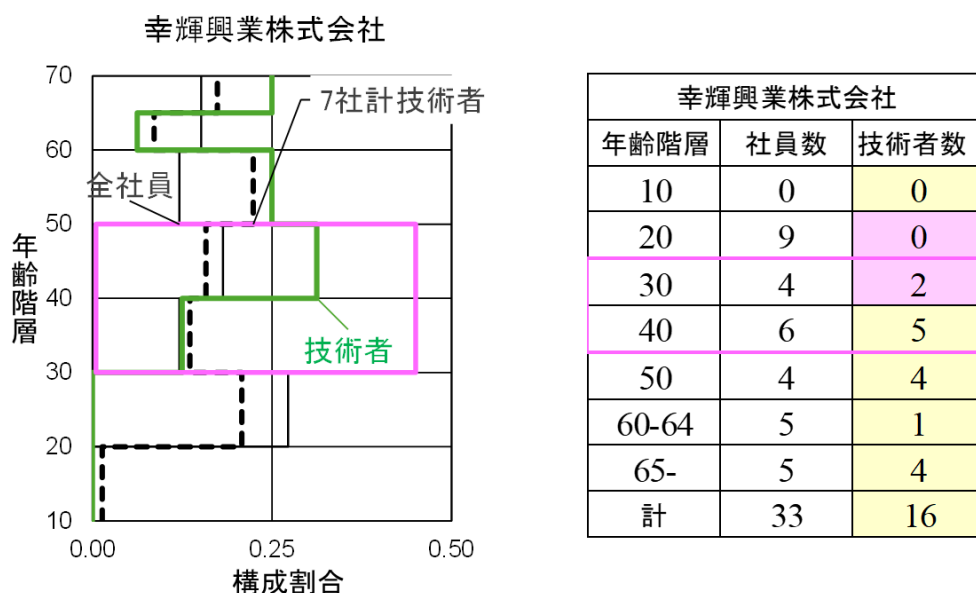 幸輝興業株式会社
70
60
50
40
30
20
10
年齢階層
7社計技術者
全社員
技術者
0.00 0.25 0.50
構成割合
幸輝興業株式会社
年齢階層 社員数 技術者数
10 0 0
20 9 0
30 4 2
40 6 5
50 4 4
60-64 5 1
65- 5 4
計 33 16